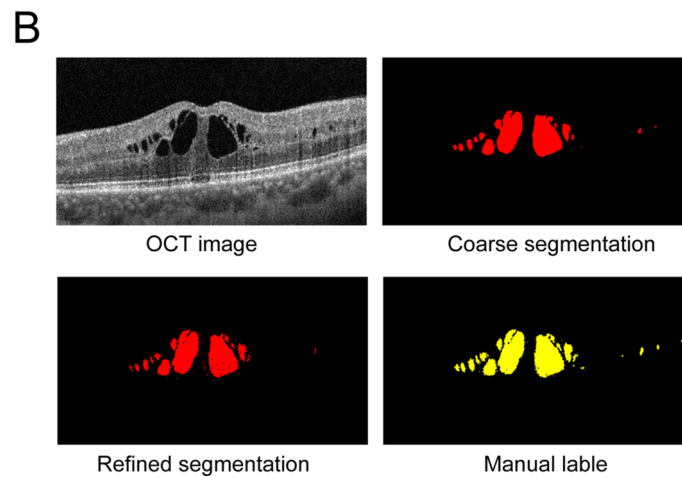 B
OCT image
Coarse segmentation
Refined segmentation
Manual lable